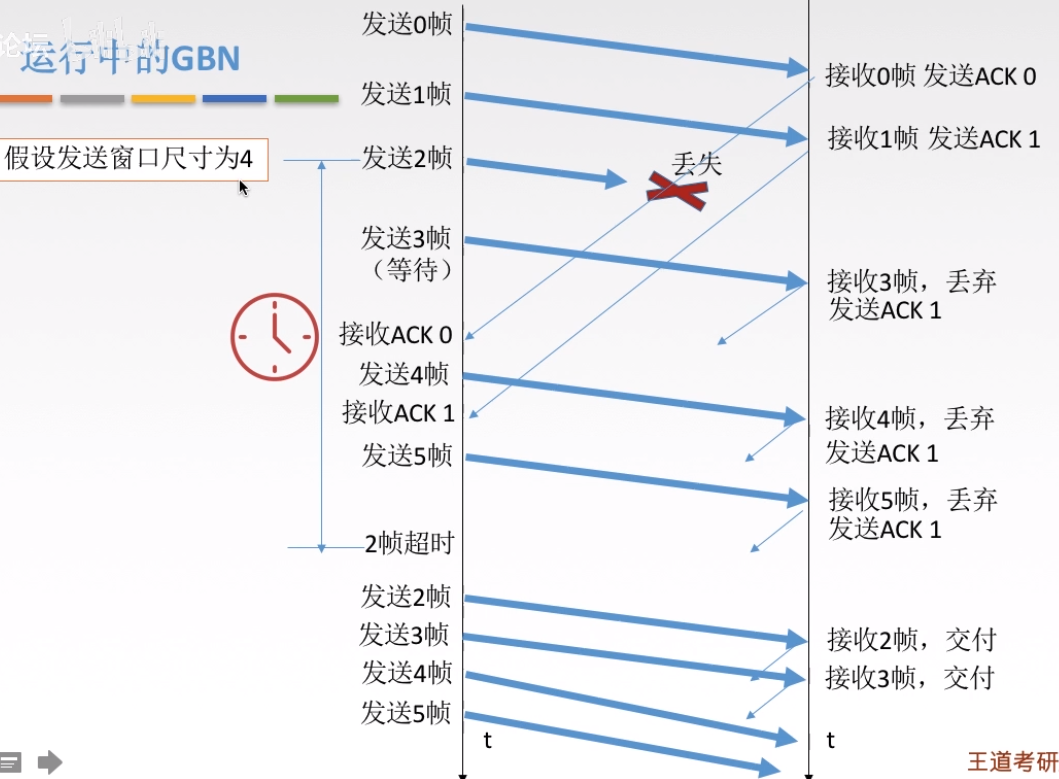 论坛
运行中的GBN
假设发送窗口尺寸为4
发送0帧
发送1帧
发送2帧
发送3帧
（等待）
接收ACK 0
发送4帧
接收ACK 1
发送5帧
2帧超时
发送2帧
发送3帧
发送4帧
发送5帧
t
丢失
接收0帧 发送ACK 0
接收1帧 发送ACK 1
接收3帧，丢弃
发送ACK 1
接收4帧，丢弃
发送ACK 1
接收5帧，丢弃
发送ACK 1
接收2帧，交付
接收3帧，交付
t
王道考研